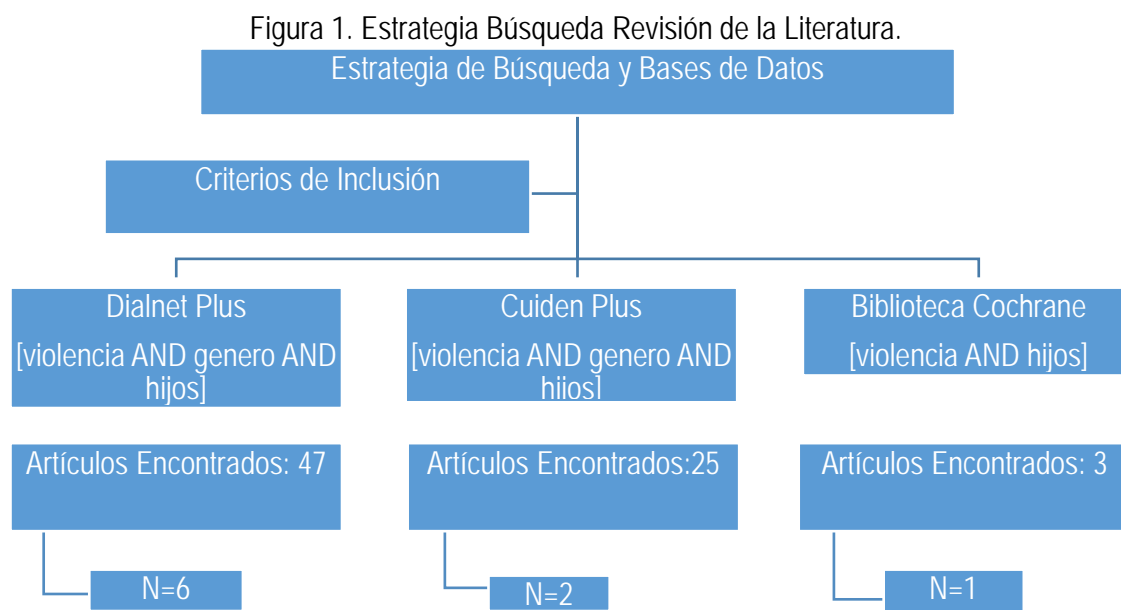 Figura 1. Estrategia Búsqueda Revisión de la Literatura.
Estrategia de Búsqueda y Bases de Datos
Criterios de Inclusión
Dialnet Plus
[violencia AND genero AND
hijos]
Cuiden Plus
[violencia AND genero AND
hijos]
Biblioteca Cochrane
[violencia AND hijos]
Artículos Encontrados: 47
Artículos Encontrados:25
Artículos Encontrados: 3
N=6
N=2
N=1